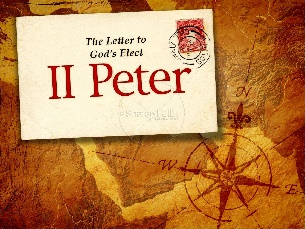 The Letter to
God's Elect
II Peter
N
W
E